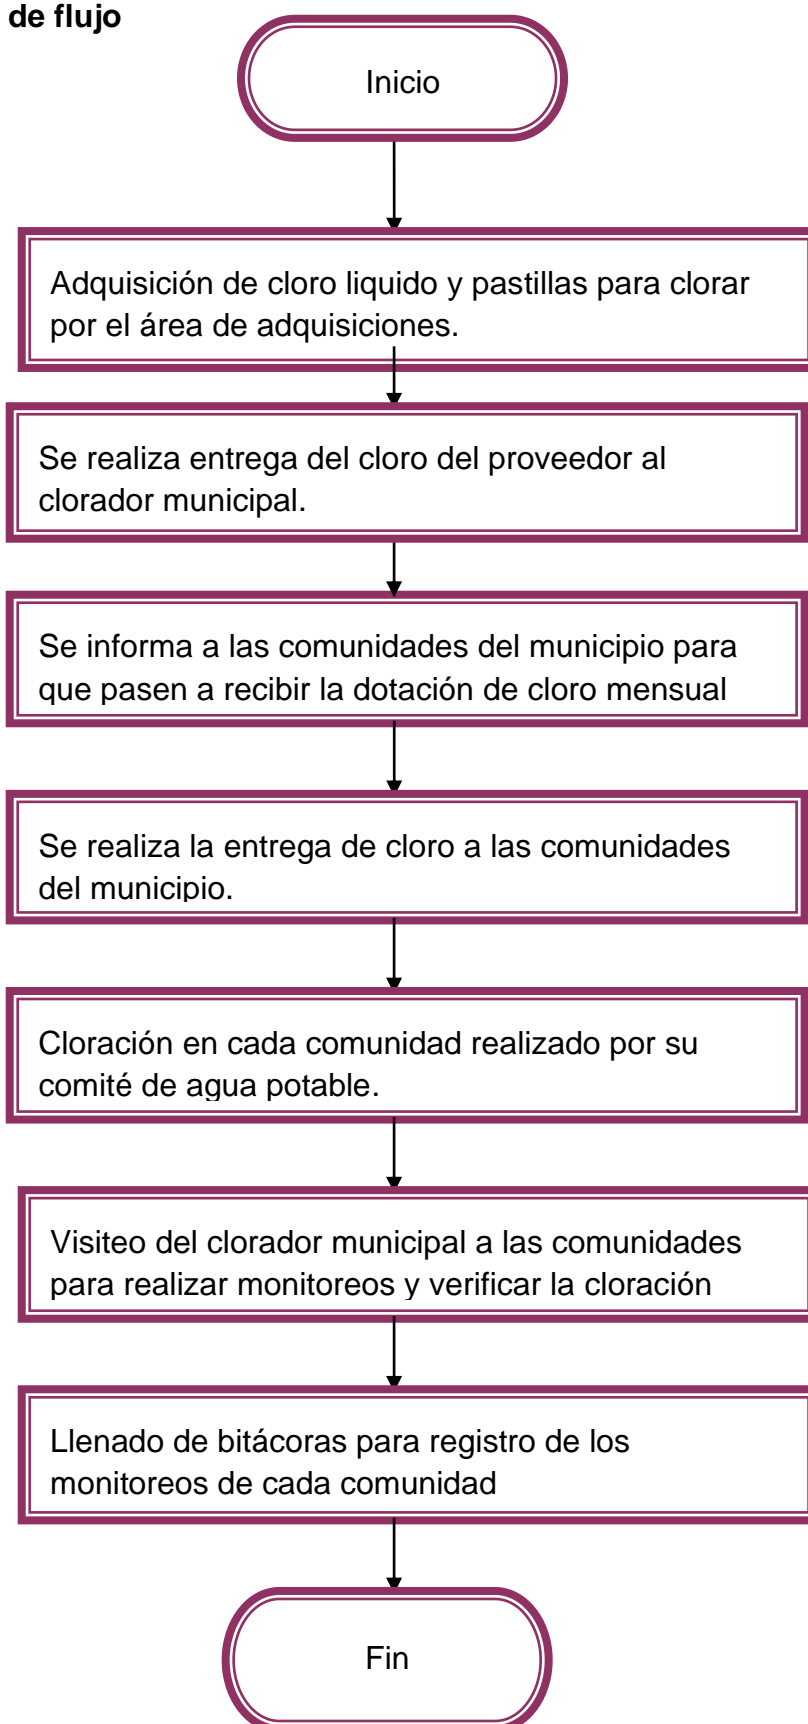 de flujo
Inicio
Adquisición de cloro liquido y pastillas para clorar
por el área de adquisiciones.
Se realiza entrega del cloro del proveedor al
clorador municipal.
Se informa a las comunidades del municipio para
que pasen a recibir la dotación de cloro mensual
Se realiza la entrega de cloro a las comunidades
del municipio.
Cloración en cada comunidad realizado por su
comité de agua potable.
Visiteo del clorador municipal a las comunidades
para realizar monitoreos y verificar la cloración
Llenado de bitácoras para registro de los
monitoreos de cada comunidad
Fin